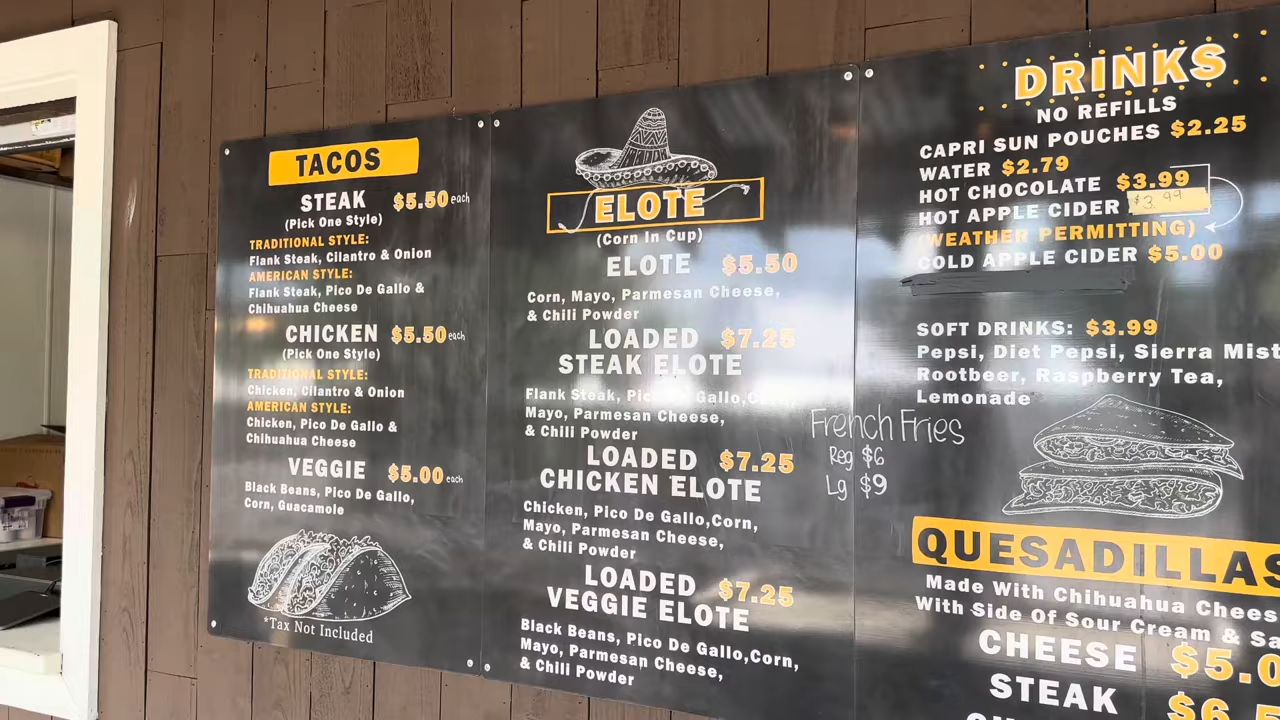 TACOS
STEAK $5.50 each
(Pick One Style)
TRADITIONAL STYLE:
Flank Steak, Cilantro & Onion
AMERICAN STYLE:
Flank Steak, Pico De Gallo &
Chihuahua Cheese
CHICKEN $5.50 each
(Pick One Style)
TRADITIONAL STYLE:
Chicken, Cilantro & Onion
AMERICAN STYLE:
Chicken, Pico De Gallo &
Chihuahua Cheese
VEGGIE $5.00 each
Black Beans, Pico De Gallo,
Corn, Guacamole
*Tax Not Included
ELOTE
(Corn In Cup)
ELOTE $5.50
Corn, Mayo, Parmesan Cheese,
& Chili Powder
LOADED $7.25
STEAK ELOTE
Flank Steak, Pico De Gallo, Corn,
Mayo, Parmesan Cheese,
& Chili Powder
LOADED $7.25
CHICKEN ELOTE
Chicken, Pico De Gallo,Corn,
Mayo, Parmesan Cheese,
& Chili Powder
LOADED $7.25
VEGGIE ELOTE
Black Beans, Pico De Gallo,Corn,
Mayo, Parmesan Cheese,
& Chili Powder
French Fries
Reg $6
Lg $9
DRINKS
NO REFILLS
CAPRI SUN POUCHES $2.25
WATER $2.79
HOT CHOCOLATE $3.99
HOT APPLE CIDER $3.99
(WEATHER PERMITTING)
COLD APPLE CIDER $5.00
SOFT DRINKS: $3.99
Pepsi, Diet Pepsi, Sierra Mist
Rootbeer, Raspberry Tea,
Lemonade
QUESADILLAS
Made With Chihuahua Chees
With Side Of Sour Cream & Sa
CHEESE $5.0
STEAK